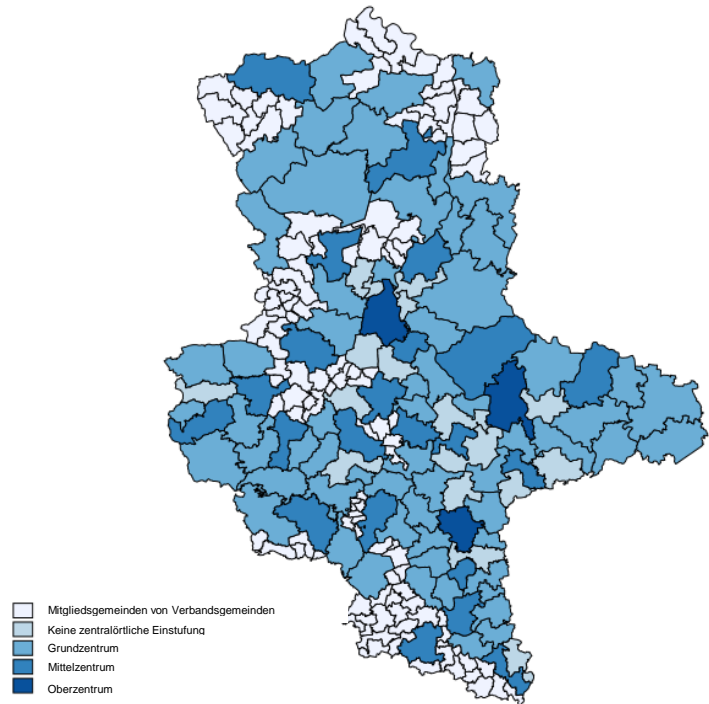 Mitgliedsgemeinden von Verbandsgemeinden
Keine zentralörtliche Einstufung
Grundzentrum
Mittelzentrum
Oberzentrum